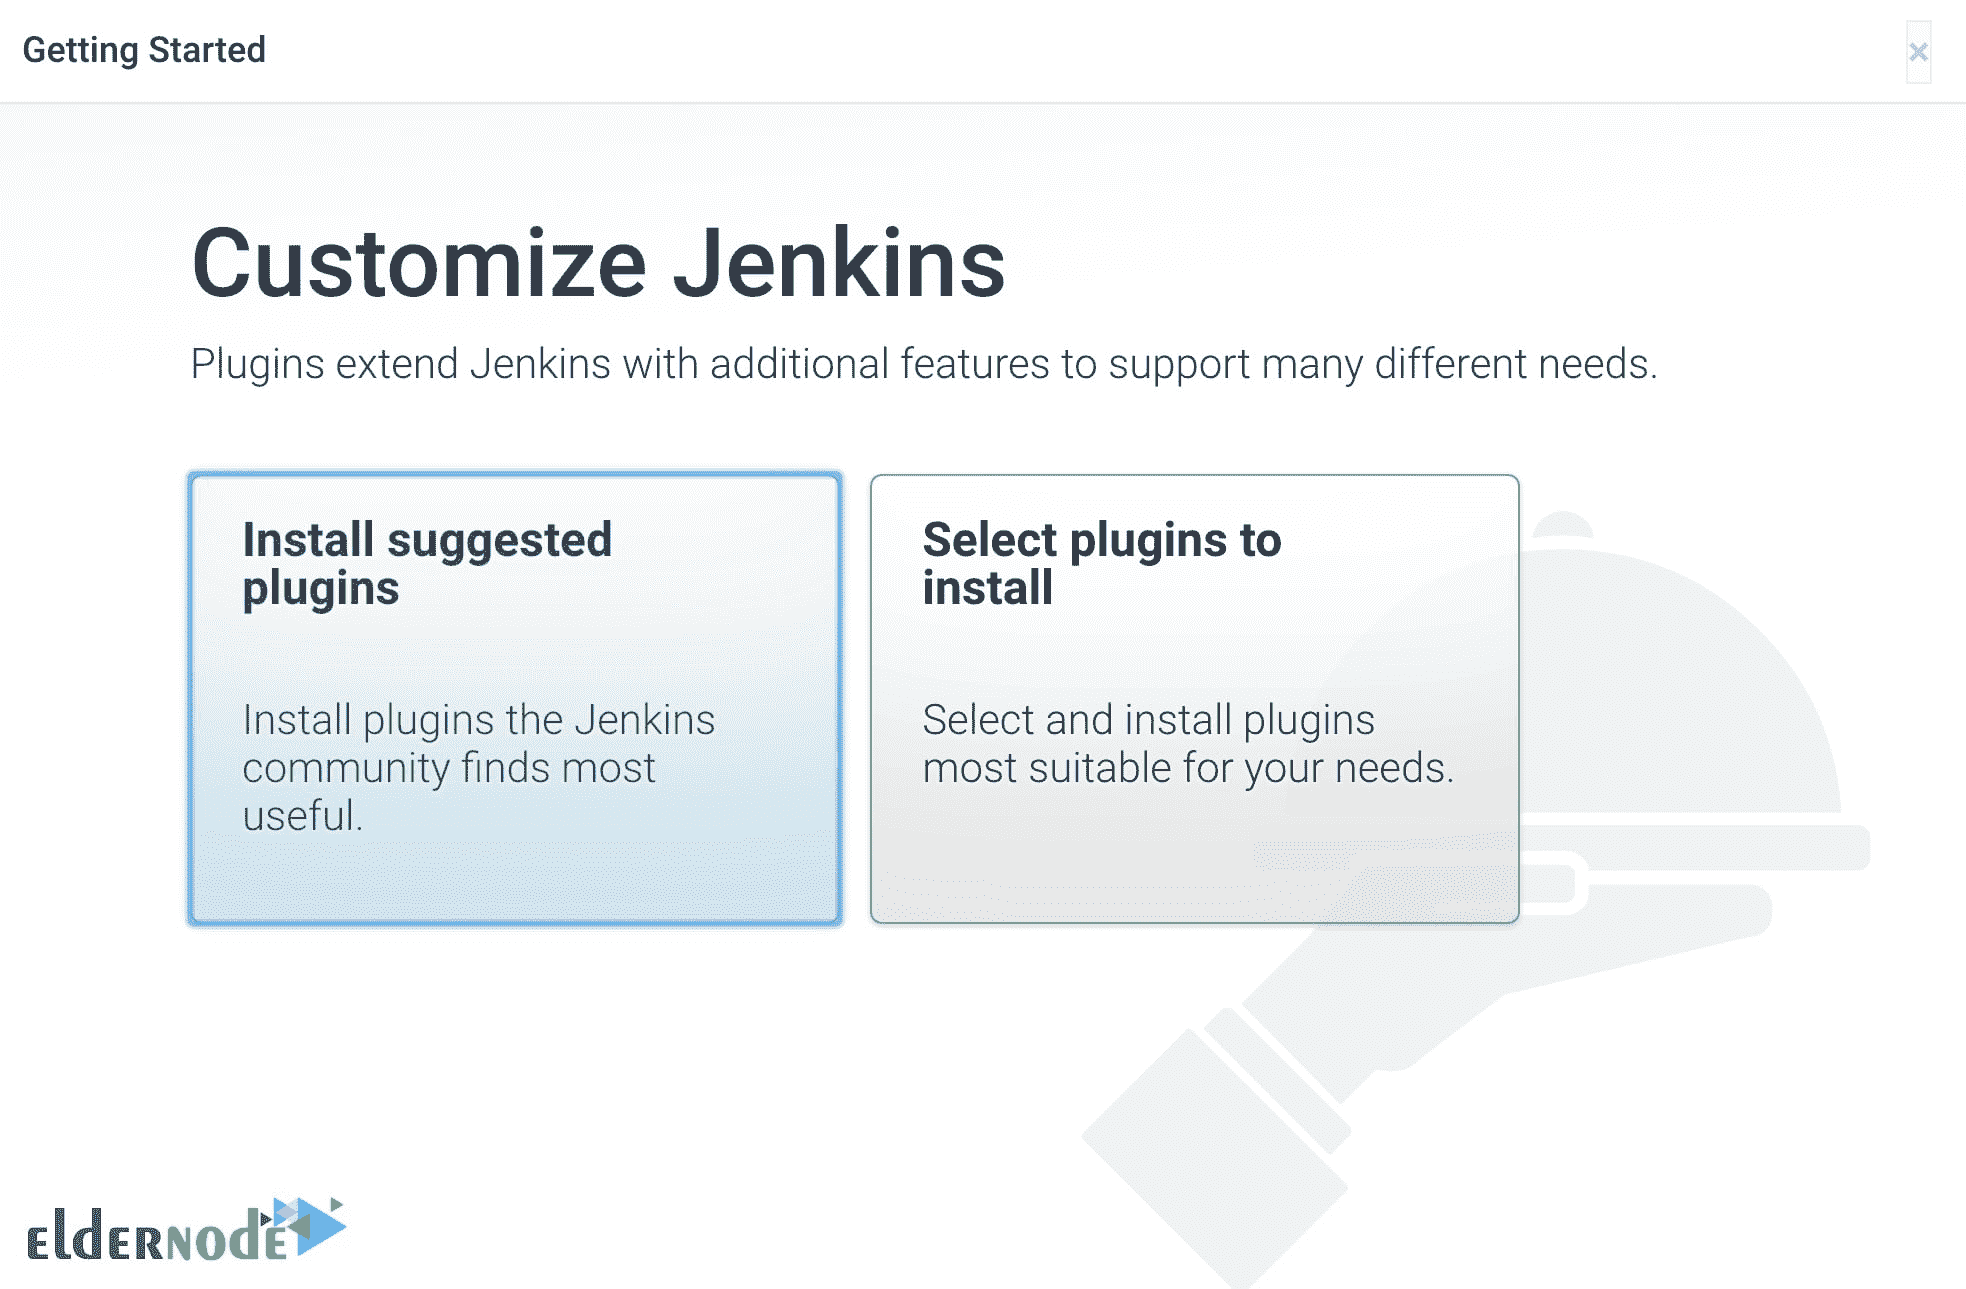 Getting Started
×
Customize Jenkins
Plugins extend Jenkins with additional features to support many different needs.
Install suggested
plugins
Install plugins the Jenkins
community finds most
useful.
Select plugins to
install
Select and install plugins
most suitable for your needs.
eldernode